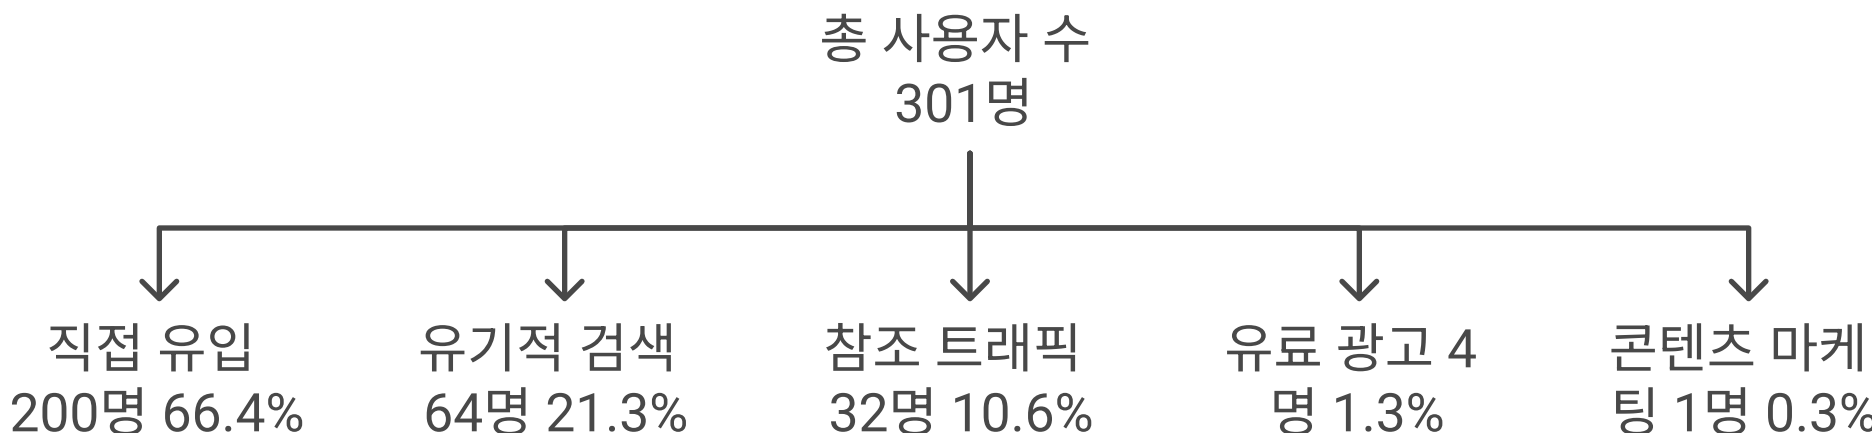 총 사용자 수
301명
직접 유입
200명 66.4%
유기적 검색
64명 21.3%
참조 트래픽
32명 10.6%
유료 광고 4
명 1.3%
콘텐츠 마케
팅 1명 0.3%